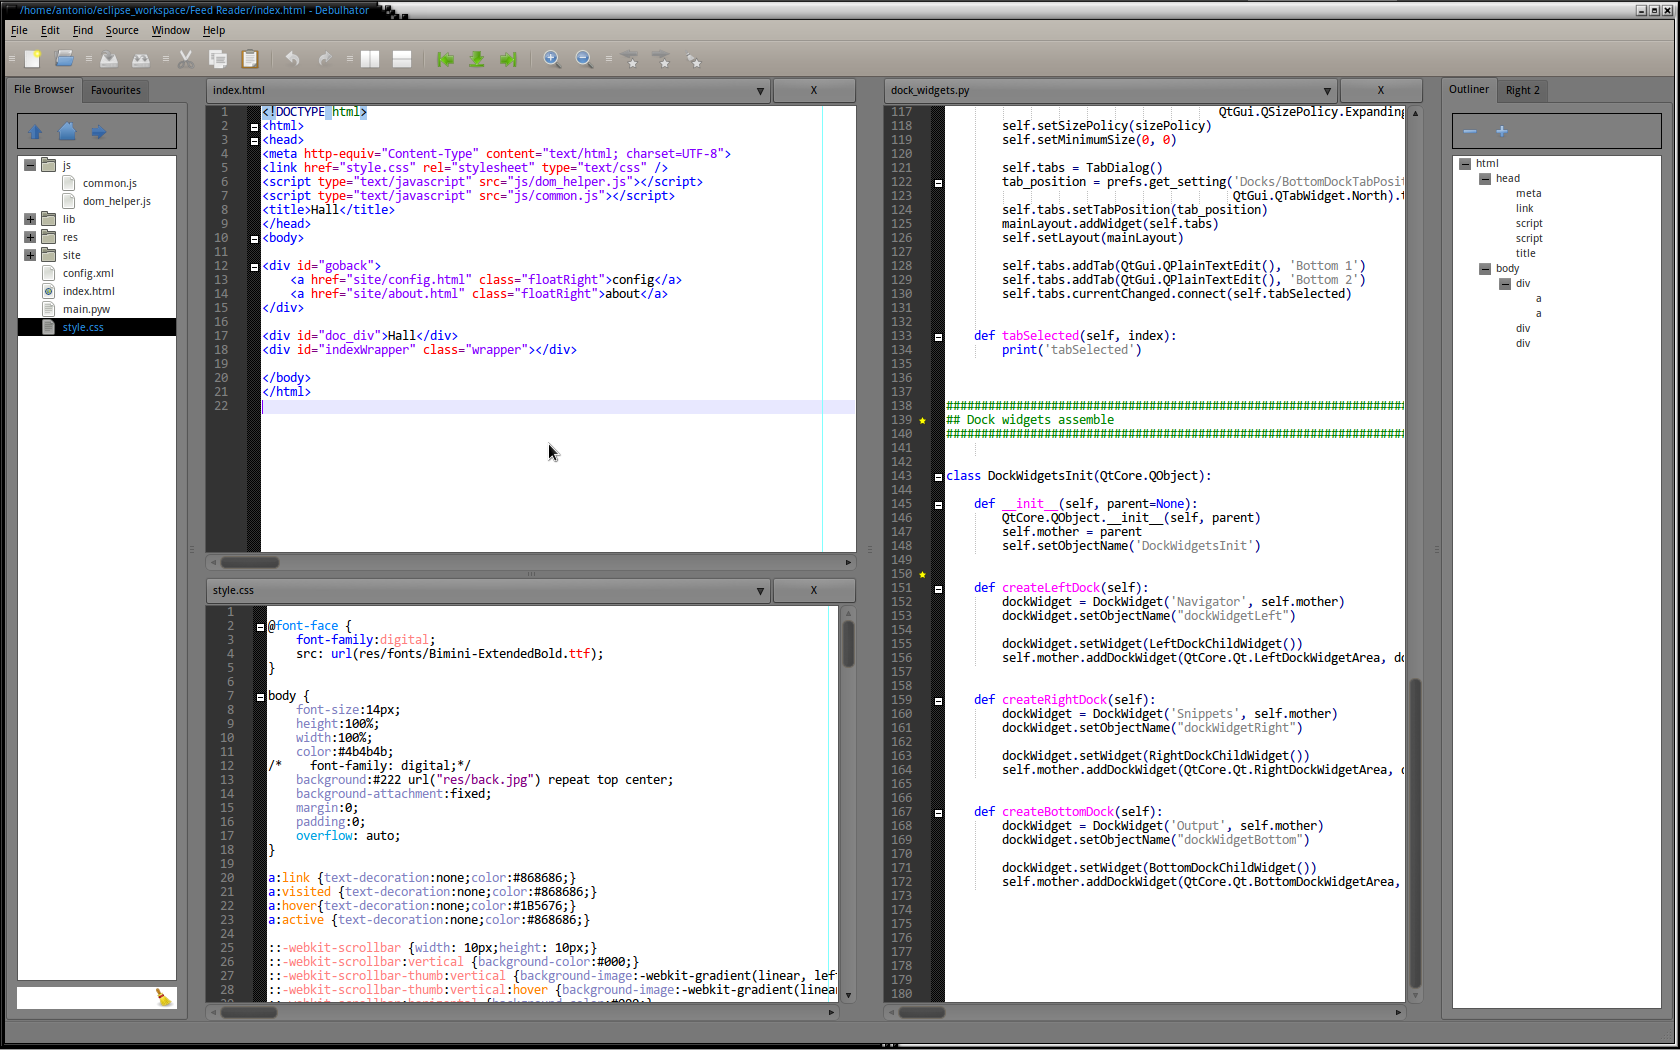 /home/antonio/eclipse_workspace/Feed Reader/index.html - Debulhator
File Edit Find Source Window Help
File Browser Favourites
js
common.js
dom_helper.js
lib
res
site
config.xml
index.html
main.pyw
style.css
index.html X
1 <!DOCTYPE html>
2 <html>
3 <head>
4 <meta http-equiv="Content-Type" content="text/html; charset=UTF-8">
5 <link href="style.css" rel="stylesheet" type="text/css" />
6 <script type="text/javascript" src="js/dom_helper.js"></script>
7 <script type="text/javascript" src="js/common.js"></script>
8 <title>Hall</title>
9 </head>
10 <body>
11
12 <div id="goback">
13     <a href="site/config.html" class="floatRight">config</a>
14     <a href="site/about.html" class="floatRight">about</a>
15 </div>
16
17 <div id="doc_div">Hall</div>
18 <div id="indexWrapper" class="wrapper"></div>
19
20 </body>
21 </html>
22
style.css X
1
2 @font-face {
3     font-family:digital;
4     src: url(res/fonts/Bimini-ExtendedBold.ttf);
5 }
6
7 body {
8     font-size:14px;
9     height:100%;
10     width:100%;
11     color:#4b4b4b;
12 /*    font-family: digital;*/
13     background:#222 url("res/back.jpg") repeat top center;
14     background-attachment:fixed;
15     margin:0;
16     padding:0;
17     overflow: auto;
18 }
19
20 a:link {text-decoration:none;color:#868686;}
21 a:visited {text-decoration:none;color:#868686;}
22 a:hover{text-decoration:none;color:#1B5676;}
23 a:active {text-decoration:none;color:#868686;}
24
25 ::-webkit-scrollbar {width: 10px;height: 10px;}
26 ::-webkit-scrollbar:vertical {background-color:#000;}
27 ::-webkit-scrollbar-thumb:vertical {background-image:-webkit-gradient(linear, lef
28 ::-webkit-scrollbar-thumb:vertical:hover {background-image:-webkit-gradient(linea
dock_widgets.py X
117 QtGui.QSizePolicy.Expanding
118         self.setSizePolicy(sizePolicy)
119         self.setMinimumSize(0, 0)
120
121         self.tabs = TabDialog()
122         tab_position = prefs.get_setting('Docks/BottomDockTabPosit
123 QtGui.QTabWidget.North).t
124         self.tabs.setTabPosition(tab_position)
125         mainLayout.addWidget(self.tabs)
126         self.setLayout(mainLayout)
127
128         self.tabs.addTab(QtGui.QPlainTextEdit(), 'Bottom 1')
129         self.tabs.addTab(QtGui.QPlainTextEdit(), 'Bottom 2')
130         self.tabs.currentChanged.connect(self.tabSelected)
131
132
133     def tabSelected(self, index):
134         print('tabSelected')
135
136
137
138 ##################################################################
139 ## Dock widgets assemble
140 ##################################################################
141
142
143 class DockWidgetsInit(QtCore.QObject):
144
145     def __init__(self, parent=None):
146         QtCore.QObject.__init__(self, parent)
147         self.mother = parent
148         self.setObjectName('DockWidgetsInit')
149
150
151     def createLeftDock(self):
152         dockWidget = DockWidget('Navigator', self.mother)
153         dockWidget.setObjectName("dockWidgetLeft")
154
155         dockWidget.setWidget(LeftDockChildWidget())
156         self.mother.addDockWidget(QtCore.Qt.LeftDockWidgetArea, do
157
158
159     def createRightDock(self):
160         dockWidget = DockWidget('Snippets', self.mother)
161         dockWidget.setObjectName("dockWidgetRight")
162
163         dockWidget.setWidget(RightDockChildWidget())
164         self.mother.addDockWidget(QtCore.Qt.RightDockWidgetArea, d
165
166
167     def createBottomDock(self):
168         dockWidget = DockWidget('Output', self.mother)
169         dockWidget.setObjectName("dockWidgetBottom")
170
171         dockWidget.setWidget(BottomDockChildWidget())
172         self.mother.addDockWidget(QtCore.Qt.BottomDockWidgetArea,
173
174
175
176
177
178
179
180
Outliner Right 2
html
head
meta
link
script
script
title
body
div
a
a
div
div